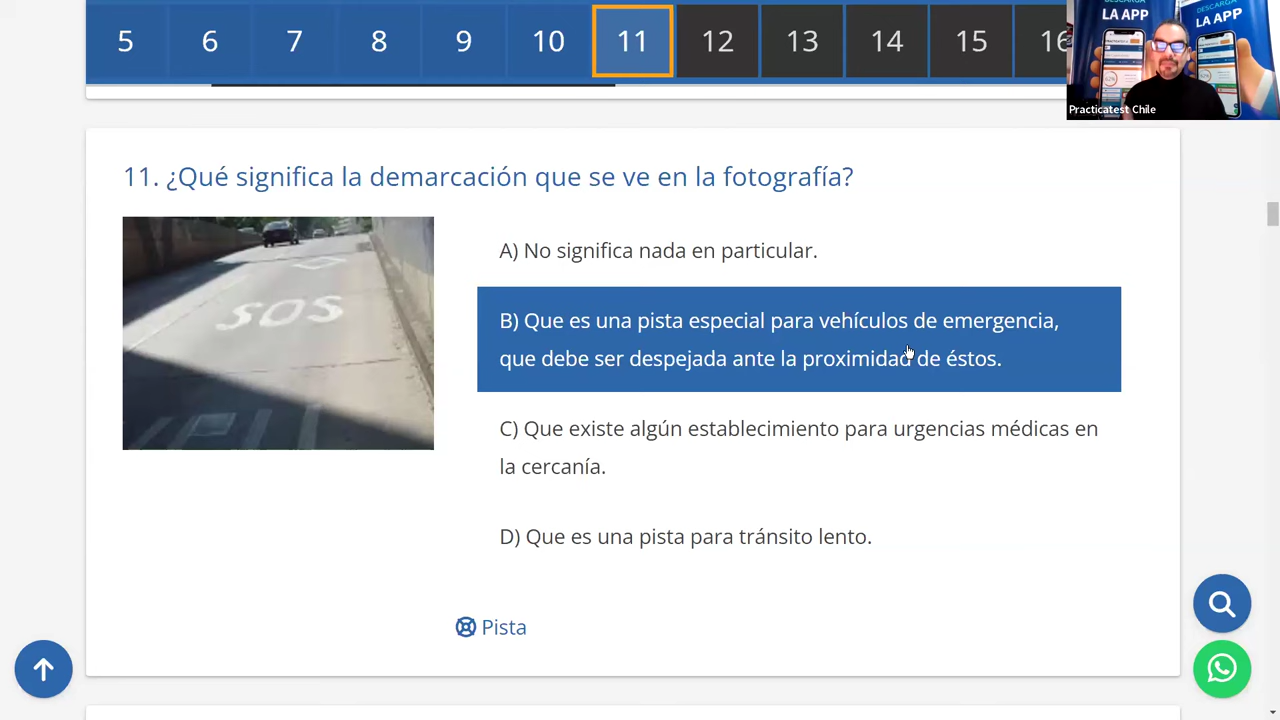 5 6 7 8 9 10 11 12 13 14 15 16
DESCARGA
LA APP
DESCARGA
LA APP
Practicatest Chile
11. ¿Qué significa la demarcación que se ve en la fotografía?
SOS
A) No significa nada en particular.
B) Que es una pista especial para vehículos de emergencia,
que debe ser despejada ante la proximidad de éstos.
C) Que existe algún establecimiento para urgencias médicas en
la cercanía.
D) Que es una pista para tránsito lento.
Pista